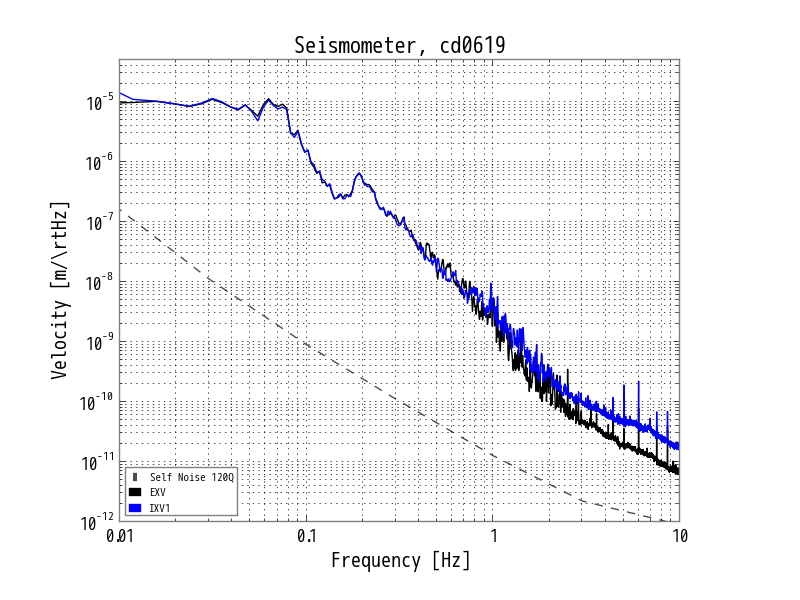 Seismometer, cd0619
Velocity [m/\rtHz]
10-5
10-6
10-7
10-8
10-9
10-10
10-11
10-12
Self Noise 120Q
EXV
IXV1
0.01
0.1
1
10
Frequency [Hz]